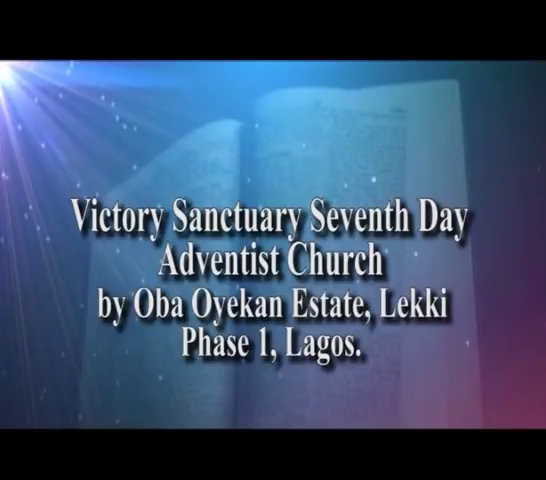 Victory Sanctuary Seventh Day
Adventist Church
by Oba Oyekan Estate, Lekki
Phase 1, Lagos.